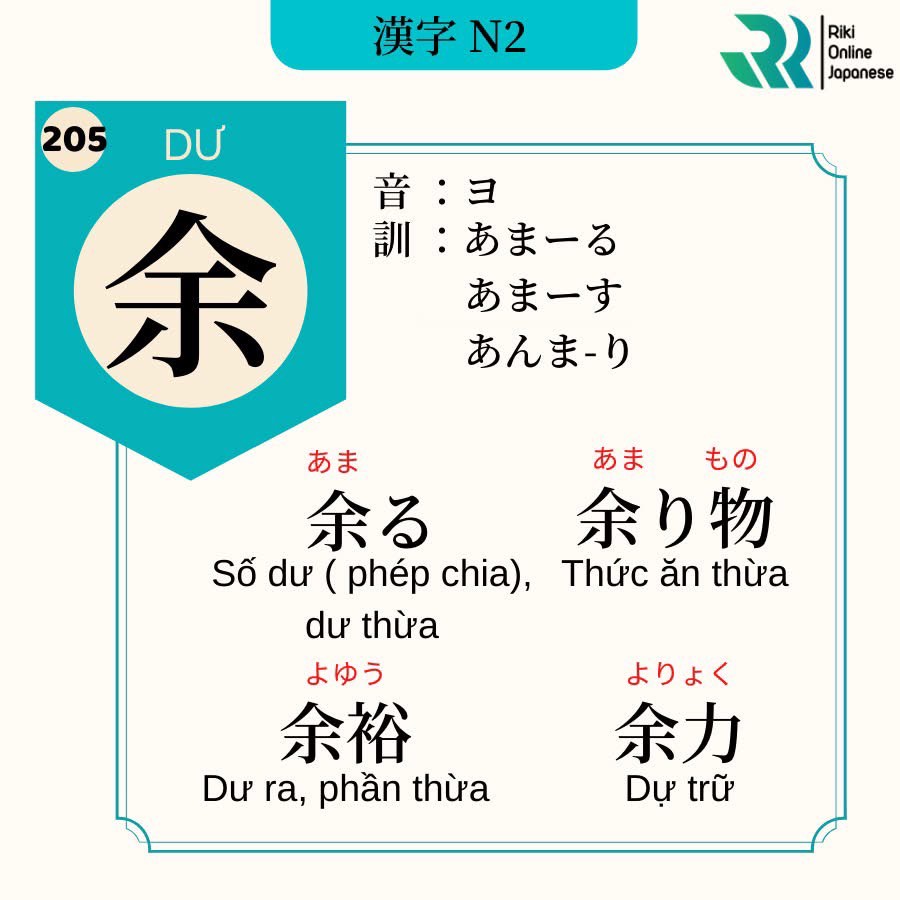 漢字 N2
Riki
Online
Japanese
205
DƯ
余
音 ：ヨ
訓 ：あまーる
あまーす
あんま-り
あま
余る
Số dư ( phép chia),
dư thừa
あま もの
余り物
Thức ăn thừa
よゆう
余裕
Dư ra, phần thừa
よりょく
余力
Dự trữ